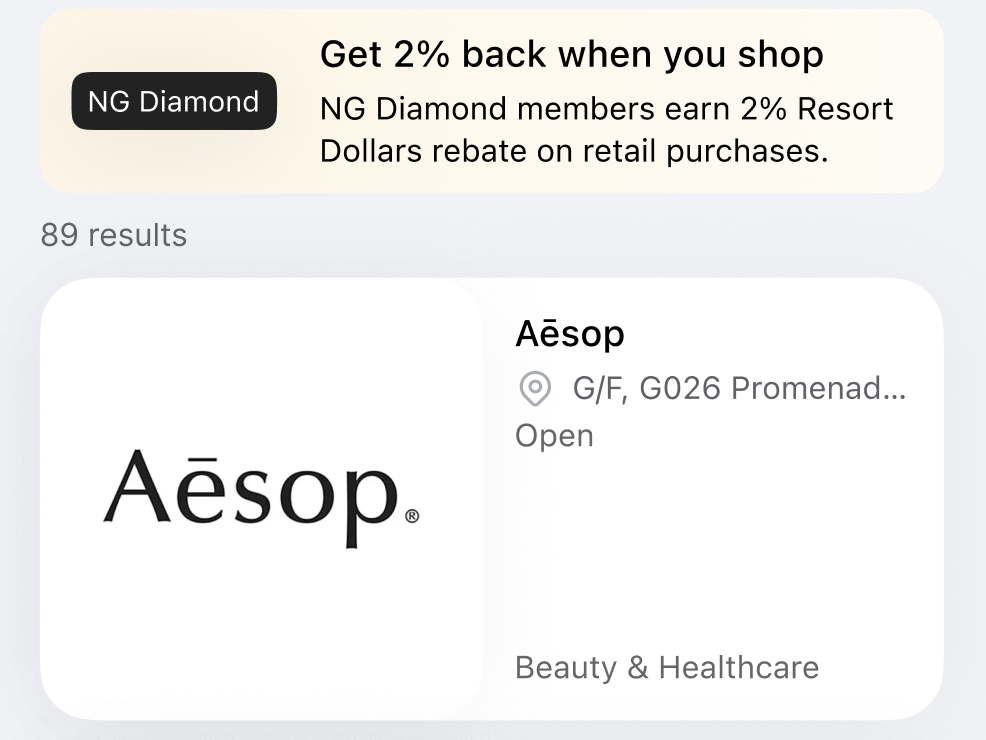 Get 2% back when you shop
NG Diamond
NG Diamond members earn 2% Resort
Dollars rebate on retail purchases.
89 results
Aēsop
G/F, G026 Promenad...
Open
Aēsop®
Beauty & Healthcare